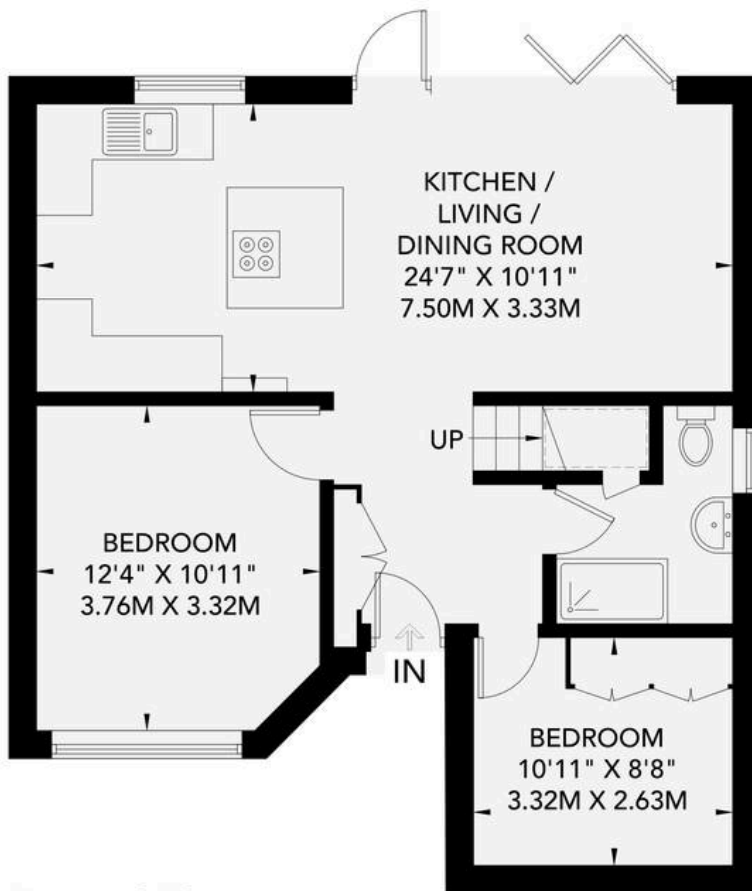 KITCHEN /
LIVING /
DINING ROOM
24'7" X 10'11"
7.50M X 3.33M
UP
BEDROOM
12'4" X 10'11"
3.76M X 3.32M
IN
BEDROOM
10'11" X 8'8"
3.32M X 2.63M